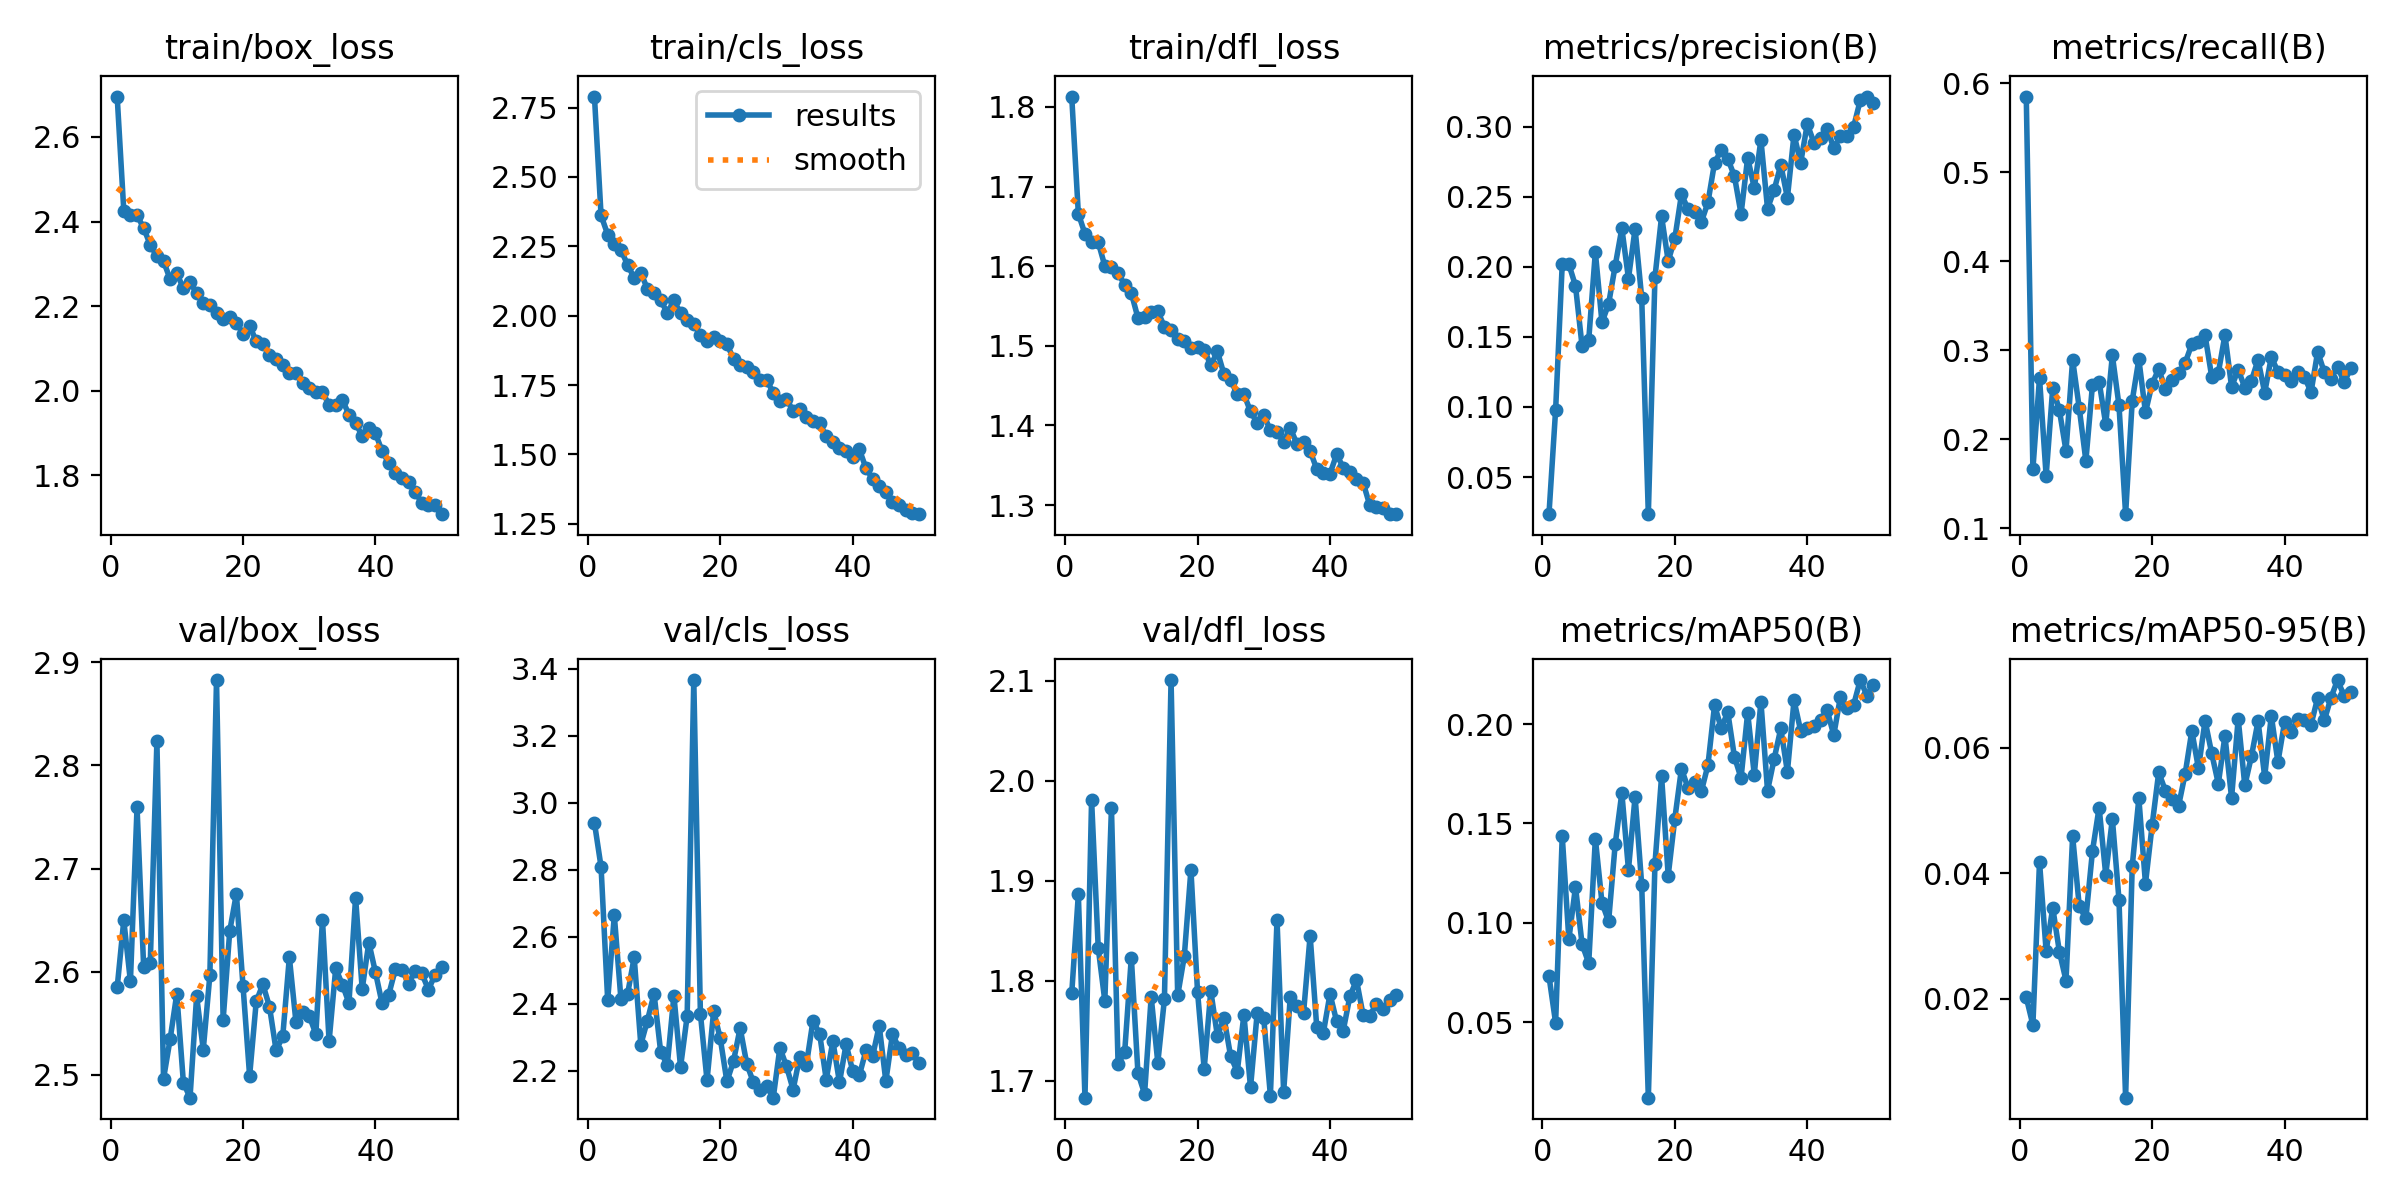 train/box_loss
2.6
2.4
2.2
2.0
1.8
0 20 40
train/cls_loss
results
smooth
2.75
2.50
2.25
2.00
1.75
1.50
1.25
0 20 40
train/dfl_loss
1.8
1.7
1.6
1.5
1.4
1.3
0 20 40
metrics/precision(B)
0.30
0.25
0.20
0.15
0.10
0.05
0 20 40
metrics/recall(B)
0.6
0.5
0.4
0.3
0.2
0.1
0 20 40
val/box_loss
2.9
2.8
2.7
2.6
2.5
0 20 40
val/cls_loss
3.4
3.2
3.0
2.8
2.6
2.4
2.2
0 20 40
val/dfl_loss
2.1
2.0
1.9
1.8
1.7
0 20 40
metrics/mAP50(B)
0.20
0.15
0.10
0.05
0 20 40
metrics/mAP50-95(B)
0.06
0.04
0.02
0 20 40